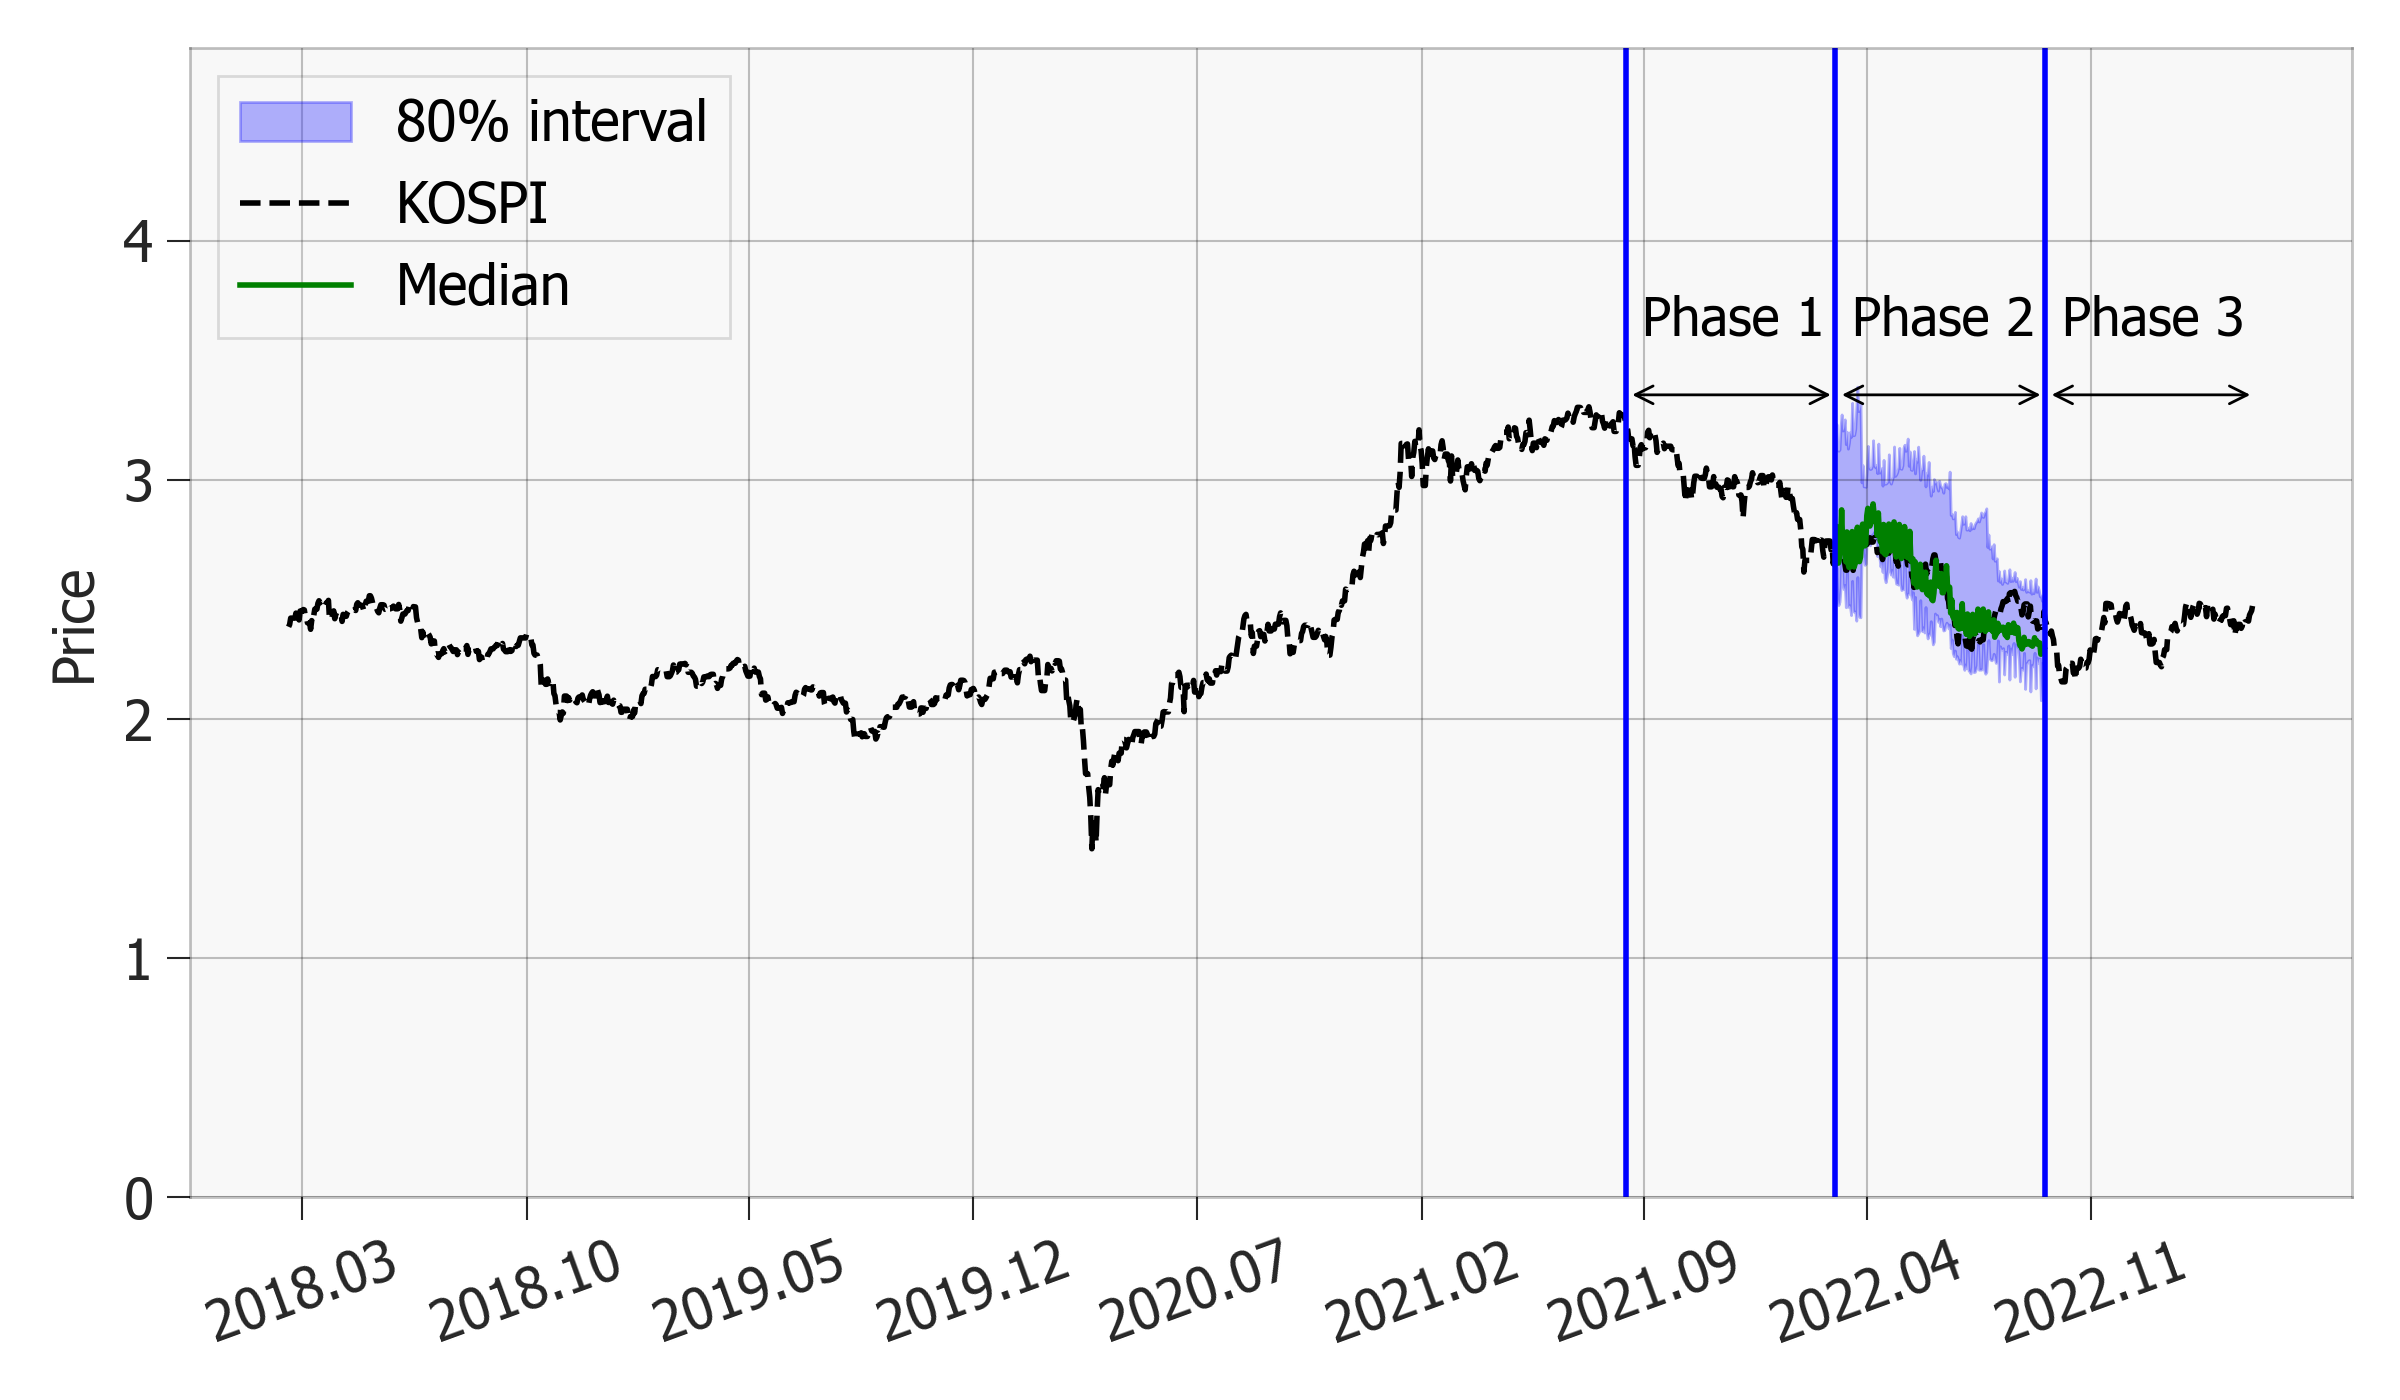 80% interval
KOSPI
Median
Phase 1
Phase 2
Phase 3
Price
4
3
2
1
0
2018.03
2018.10
2019.05
2019.12
2020.07
2021.02
2021.09
2022.04
2022.11